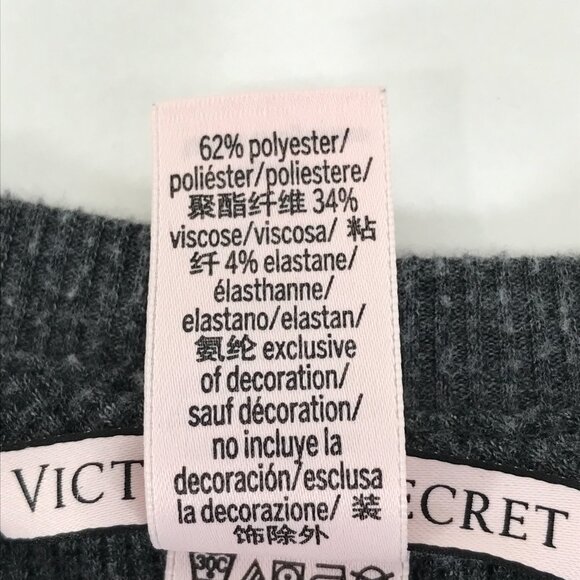 62% polyester/
poliéster/poliestere/
聚酯纤维 34%
viscose/viscosa/ 粘
纤 4% elastane/
élasthanne/
elastano/elastan/
氨纶 exclusive
of decoration/
sauf décoration/
no incluye la
decoración/esclusa
la decorazione/ 装
饰除外
VICT ECRET
30C